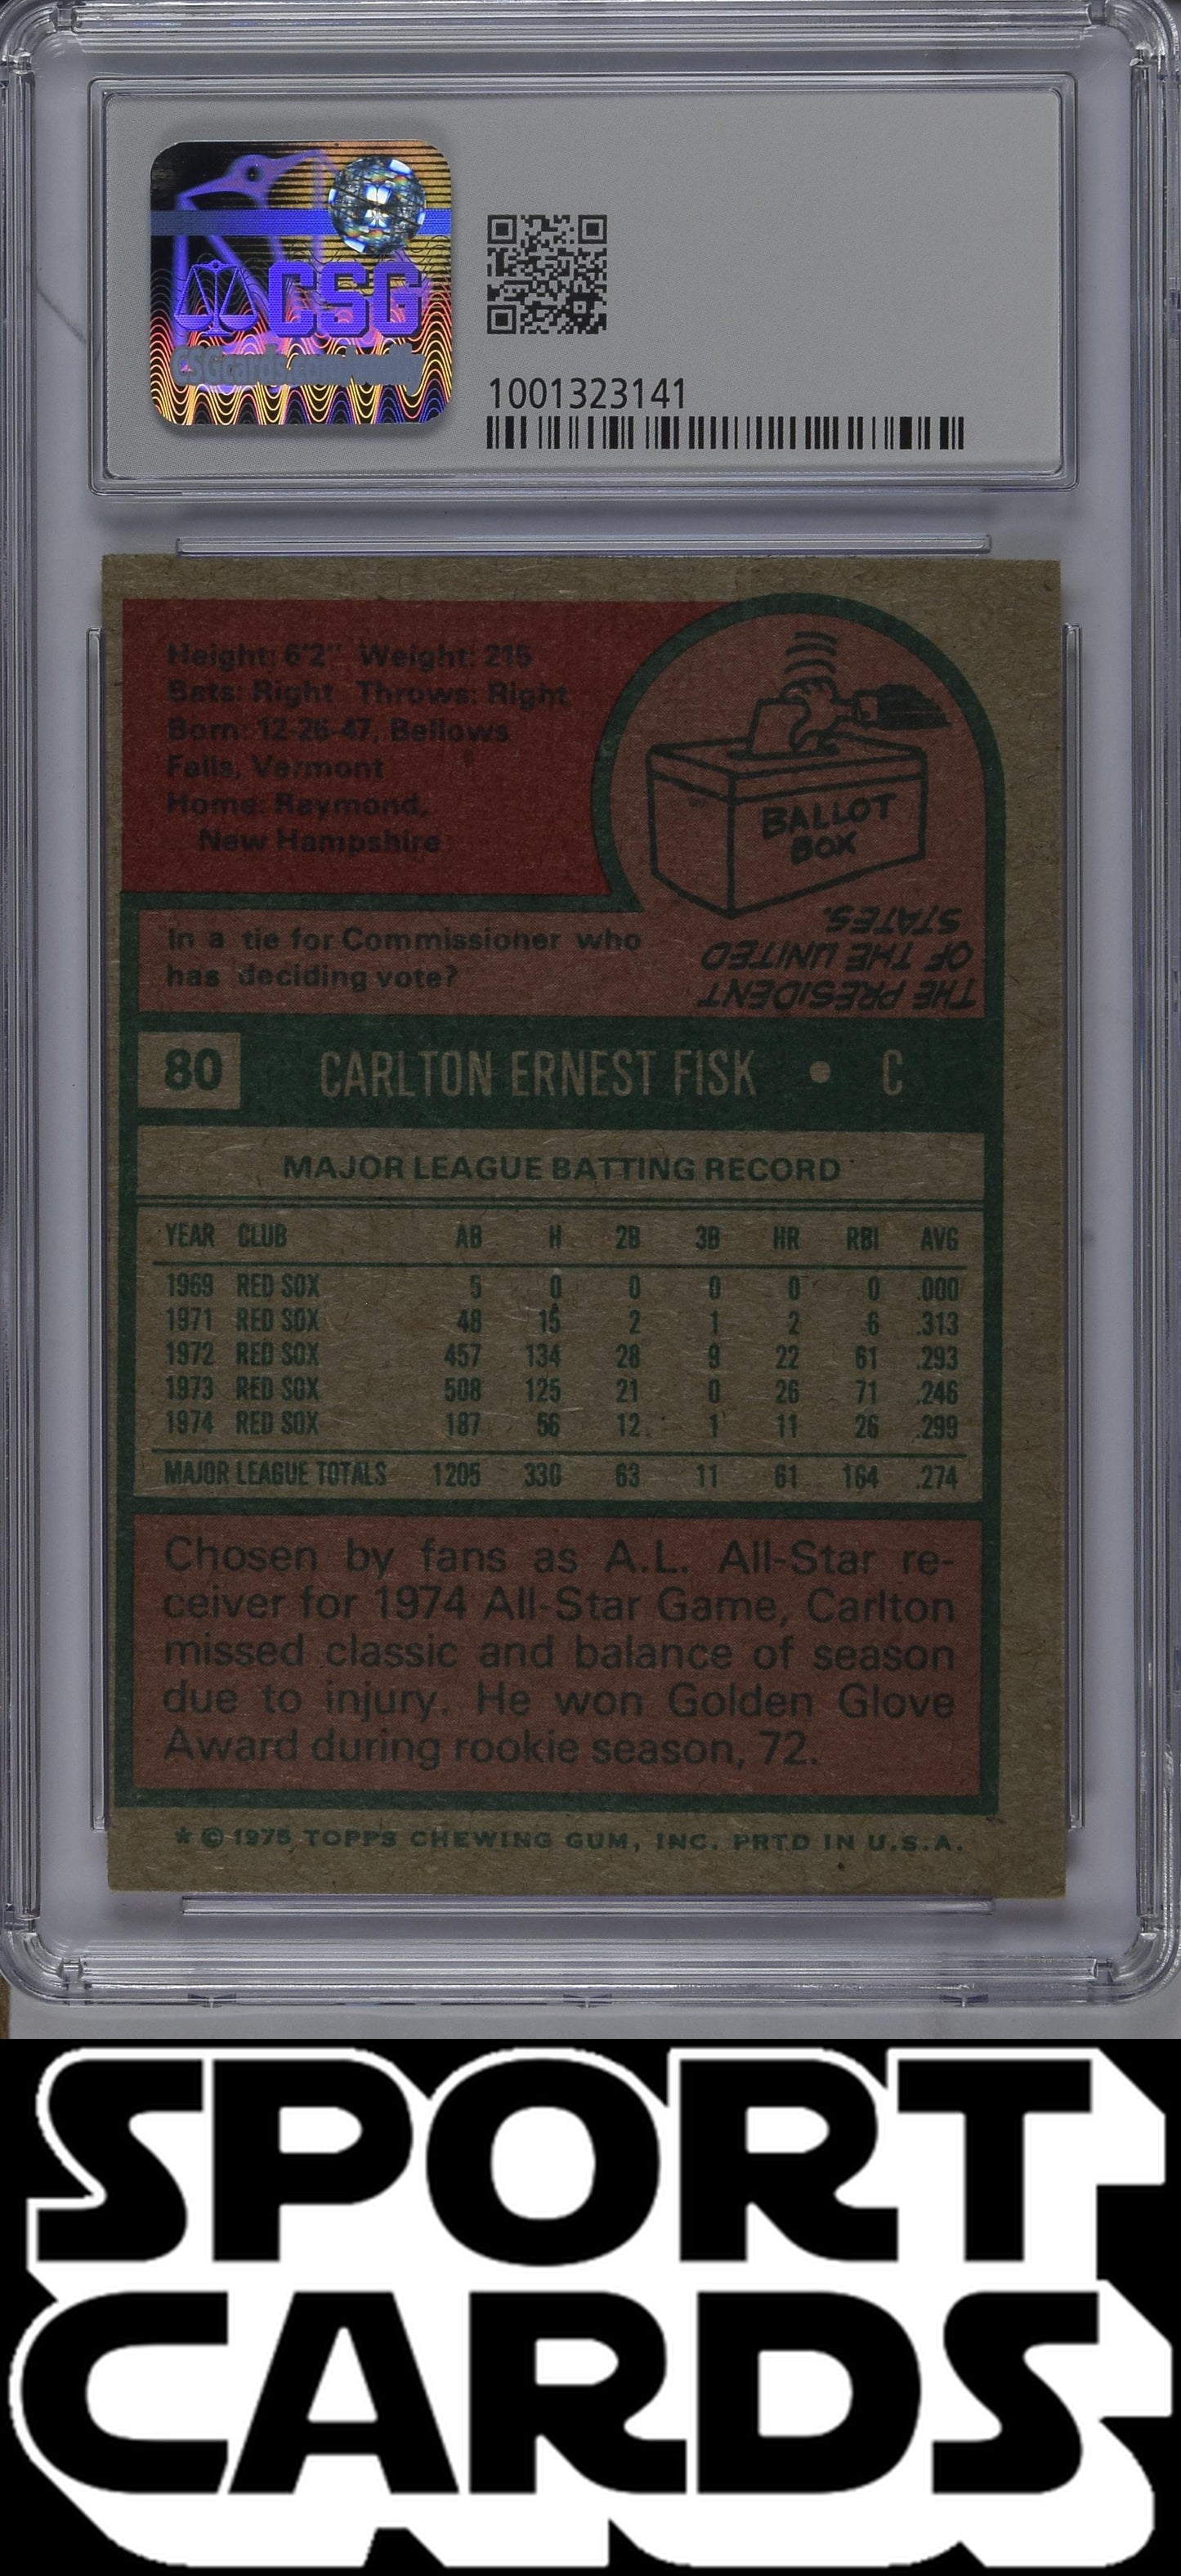 CSG
CSGcards.com/verify
1001323141
Height: 6'2" Weight: 215
Bats: Right Throws: Right
Born: 12-26-47, Bellows
Falls, Vermont
Home: Raymond,
New Hampshire
BALLOT
BOX
THE PRESIDENT
OF THE UNITED
STATES.
In a tie for Commissioner who
has deciding vote?
80 CARLTON ERNEST FISK • C
MAJOR LEAGUE BATTING RECORD
YEAR CLUB AB H 2B 3B HR RBI AVG
1969 RED SOX 5 0 0 0 0 0 .000
1971 RED SOX 48 15 2 1 2 6 .313
1972 RED SOX 457 134 28 9 22 61 .293
1973 RED SOX 508 125 21 0 26 71 .246
1974 RED SOX 187 56 12 1 11 26 .299
MAJOR LEAGUE TOTALS 1205 330 63 11 61 164 .274
Chosen by fans as A.L. All-Star re-
ceiver for 1974 All-Star Game, Carlton
missed classic and balance of season
due to injury. He won Golden Glove
Award during rookie season, 72.
* © 1975 TOPPS CHEWING GUM, INC. PRTD IN U.S.A.
SPORT
CARDS